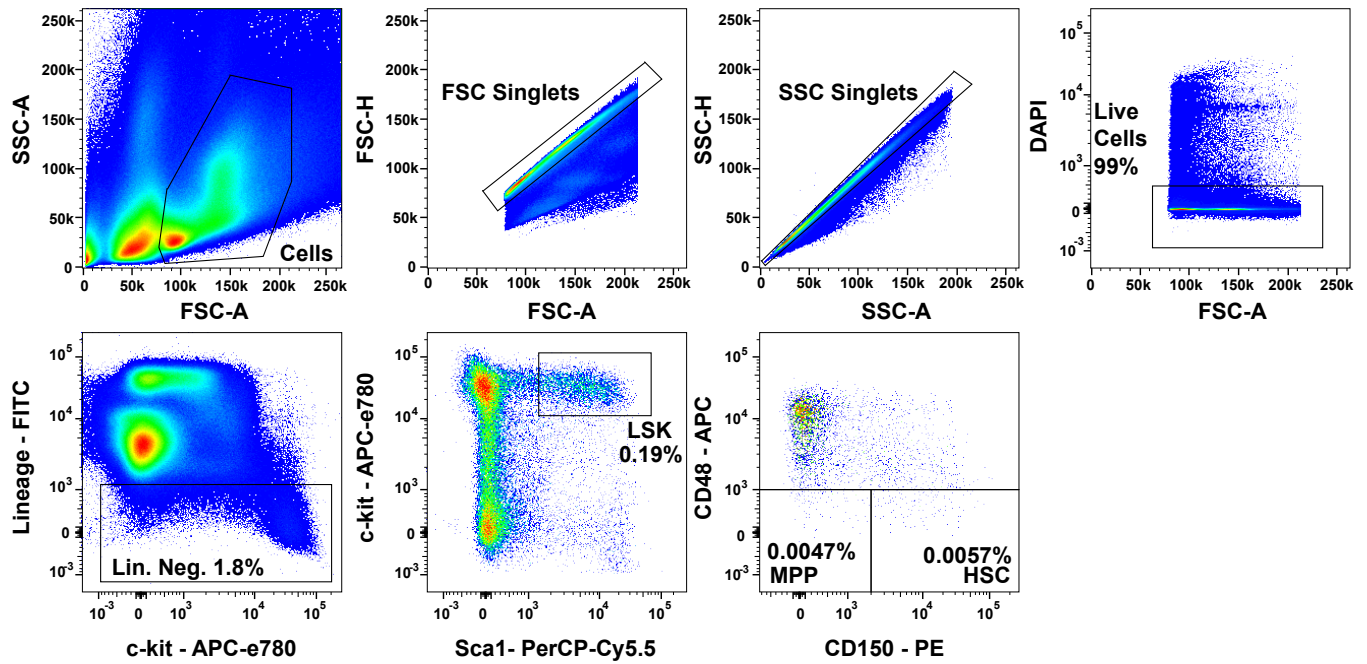 250k
200k
150k
100k
50k
0
SSC-A
Cells
0
50k
100k
150k
200k
250k
FSC-A
250k
200k
150k
100k
50k
0
FSC-H
FSC Singlets
0
50k
100k
150k
200k
250k
FSC-A
250k
200k
150k
100k
50k
0
SSC-H
SSC Singlets
0
50k
100k
150k
200k
250k
SSC-A
10^5
10^4
10^3
0
10^-3
DAPI
Live
Cells
99%
0
50k
100k
150k
200k
250k
FSC-A
10^5
10^4
10^3
0
10^-3
Lineage - FITC
Lin. Neg. 1.8%
10^-3
0
10^3
10^4
10^5
c-kit - APC-e780
10^5
10^4
10^3
0
10^-3
c-kit - APC-e780
LSK
0.19%
10^-3
0
10^3
10^4
10^5
Sca1- PerCP-Cy5.5
10^5
10^4
10^3
0
10^-3
CD48 - APC
0.0047%
MPP
0.0057%
HSC
0
10^3
10^4
10^5
CD150 - PE